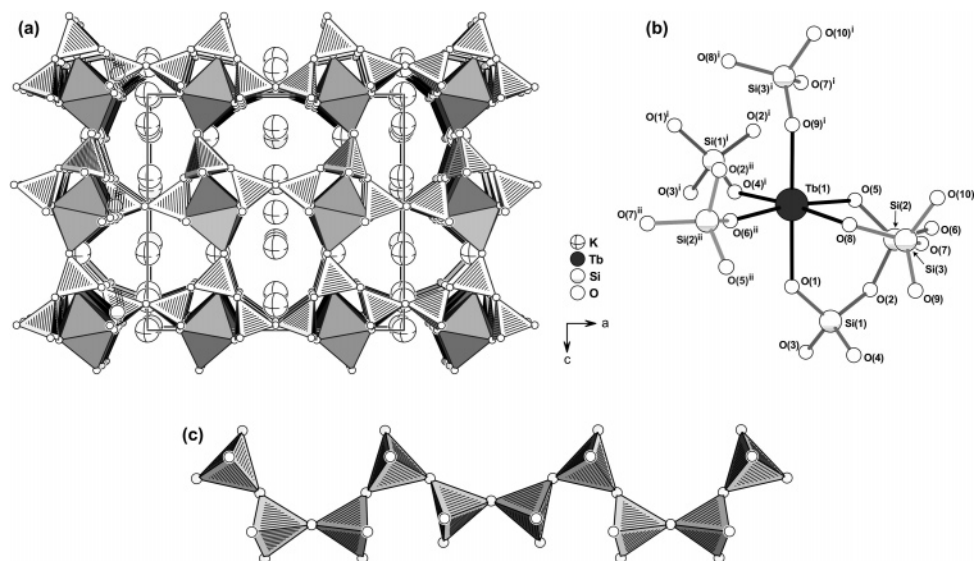 (a)
K
Tb
Si
O
a
c
(b)
O(10)ⁱ
O(8)ⁱ
O(7)ⁱ
Si(3)ⁱ
O(9)ⁱ
O(1)ⁱ
O(2)ⁱ
Si(1)ⁱ
O(2)ⁱⁱ
O(3)ⁱ
O(4)ⁱ
Tb(1)
O(5)
O(10)
Si(2)
O(7)ⁱⁱ
O(6)ⁱⁱ
O(8)
O(6)
O(7)
Si(2)ⁱⁱ
Si(3)
O(5)ⁱⁱ
O(1)
O(2)
O(9)
Si(1)
O(3)
O(4)
(c)